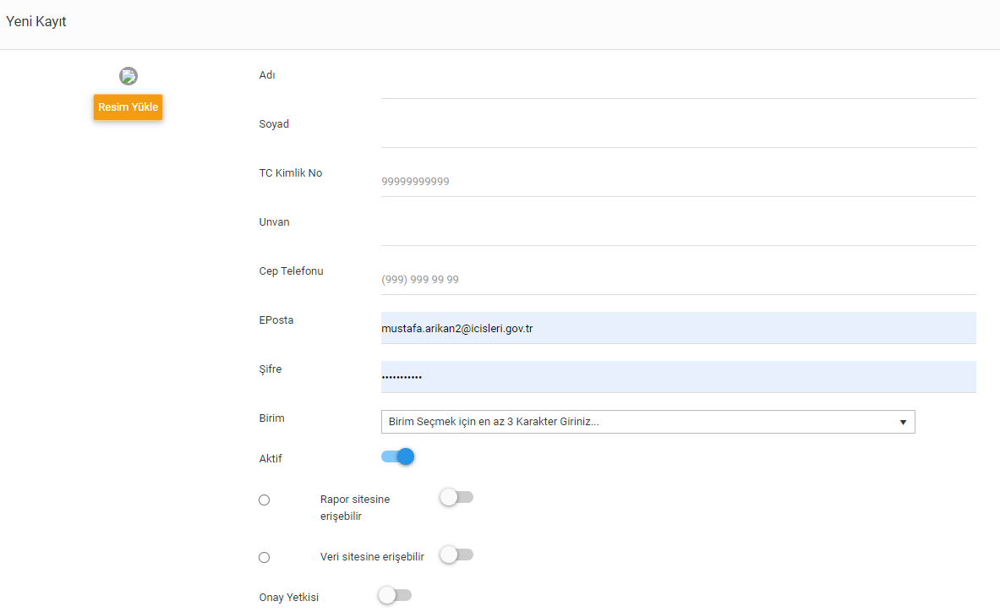 Yeni Kayıt
Resim Yükle
Adı
Soyad
TC Kimlik No
99999999999
Unvan
Cep Telefonu
(999) 999 99 99
EPosta
mustafa.arikan2@icisleri.gov.tr
Şifre
•••••••••••
Birim
Birim Seçmek için en az 3 Karakter Giriniz...
Aktif
Rapor sitesine
erişebilir
Veri sitesine erişebilir
Onay Yetkisi